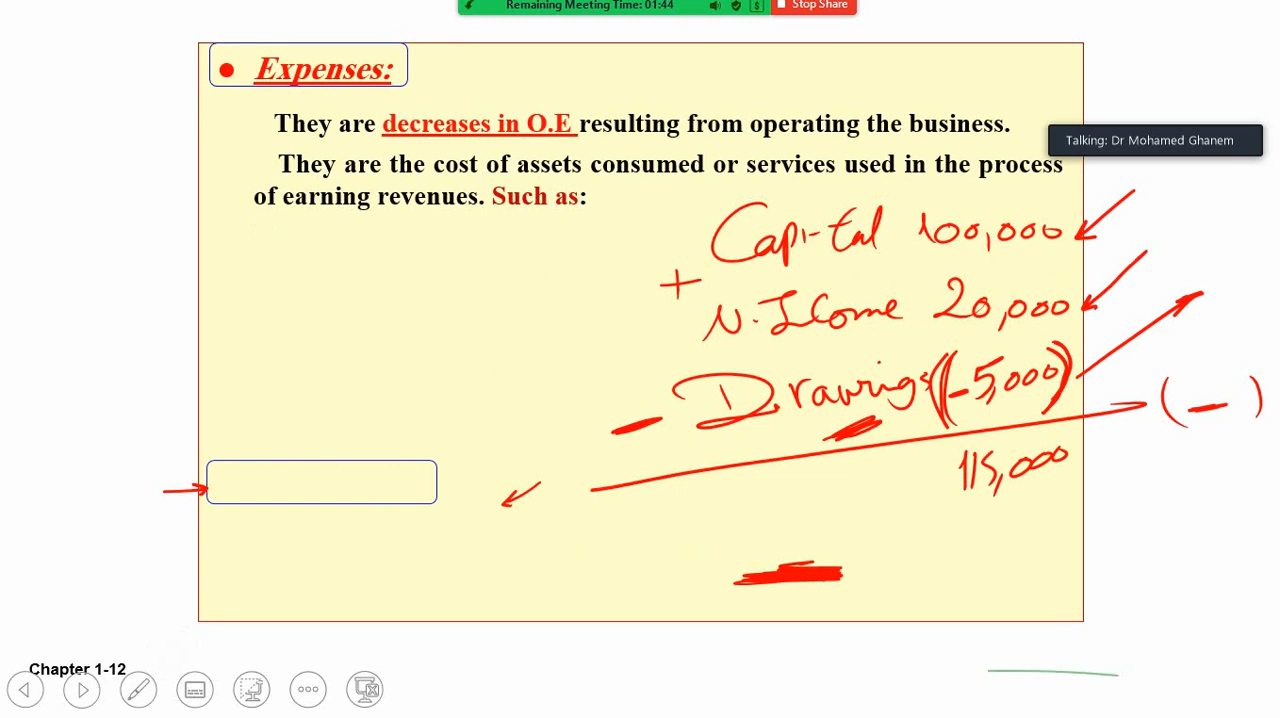 Remaining Meeting Time: 01:44
Stop Share
• Expenses:
They are decreases in O.E resulting from operating the business.
Talking: Dr Mohamed Ghanem
They are the cost of assets consumed or services used in the process
of earning revenues. Such as:
Capital 100,000
+
N. Icome 20,000
Drawings (-5,000)
(-)
115,000
Chapter 1-12